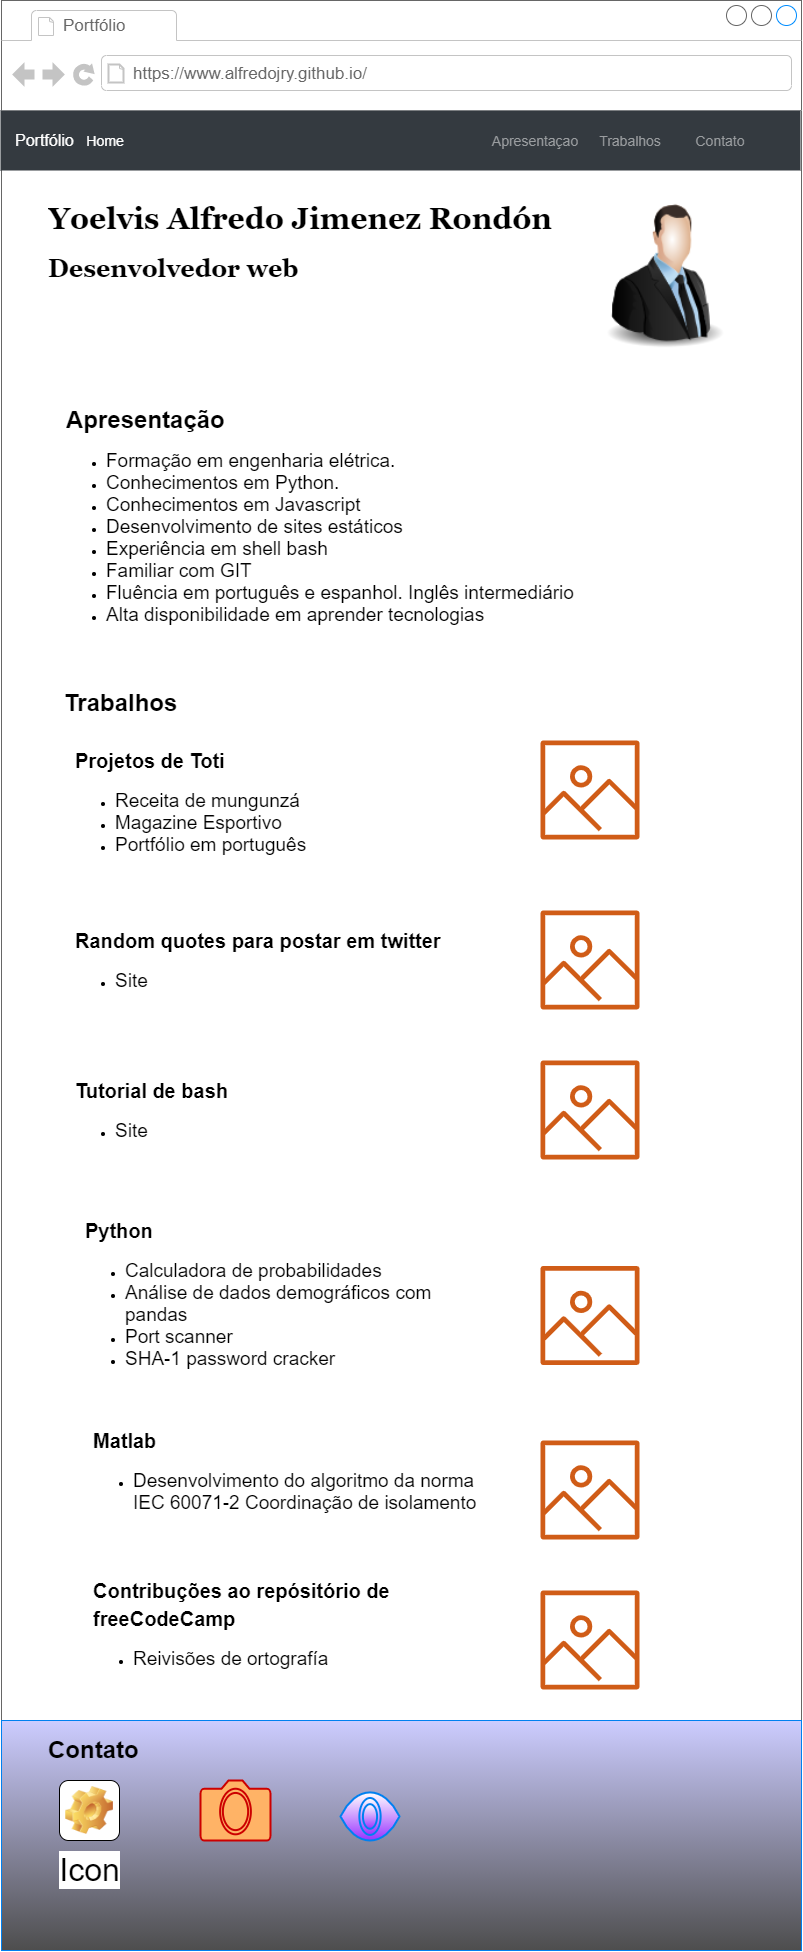 Portfólio
https://www.alfredojry.github.io/
Portfólio Home Apresentaçao Trabalhos Contato
Yoelvis Alfredo Jimenez Rondón
Desenvolvedor web
Apresentação
Formação em engenharia elétrica.
Conhecimentos em Python.
Conhecimentos em Javascript
Desenvolvimento de sites estáticos
Experiência em shell bash
Familiar com GIT
Fluência em português e espanhol. Inglês intermediário
Alta disponibilidade em aprender tecnologias
Trabalhos
Projetos de Toti
Receita de mungunzá
Magazine Esportivo
Portfólio em português
Random quotes para postar em twitter
Site
Tutorial de bash
Site
Python
Calculadora de probabilidades
Análise de dados demográficos com
pandas
Port scanner
SHA-1 password cracker
Matlab
Desenvolvimento do algoritmo da norma
IEC 60071-2 Coordinação de isolamento
Contribuções ao repósitório de
freeCodeCamp
Reivisões de ortografía
Contato
Icon